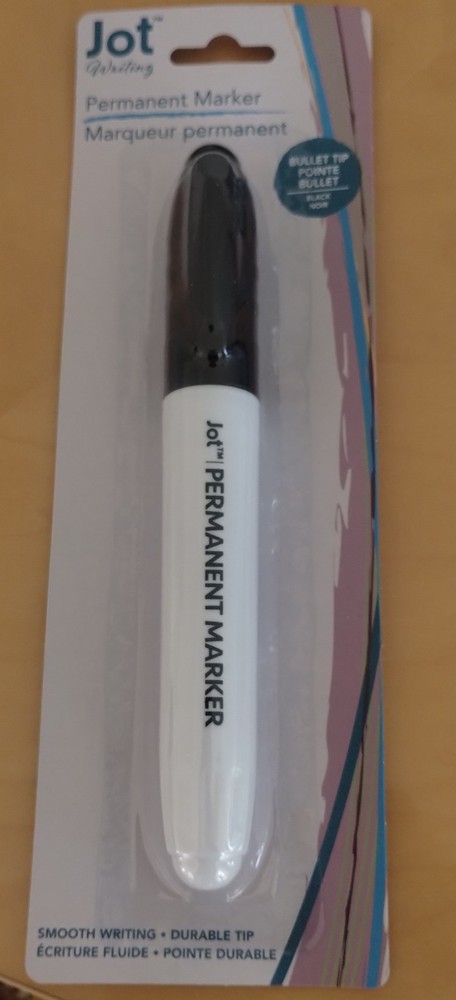 Jot™
Writing
Permanent Marker
Marqueur permanent
BULLET TIP
POINTE
BULLET
BLACK
NOIR
Jot™|PERMANENT MARKER
SMOOTH WRITING • DURABLE TIP
ÉCRITURE FLUIDE • POINTE DURABLE